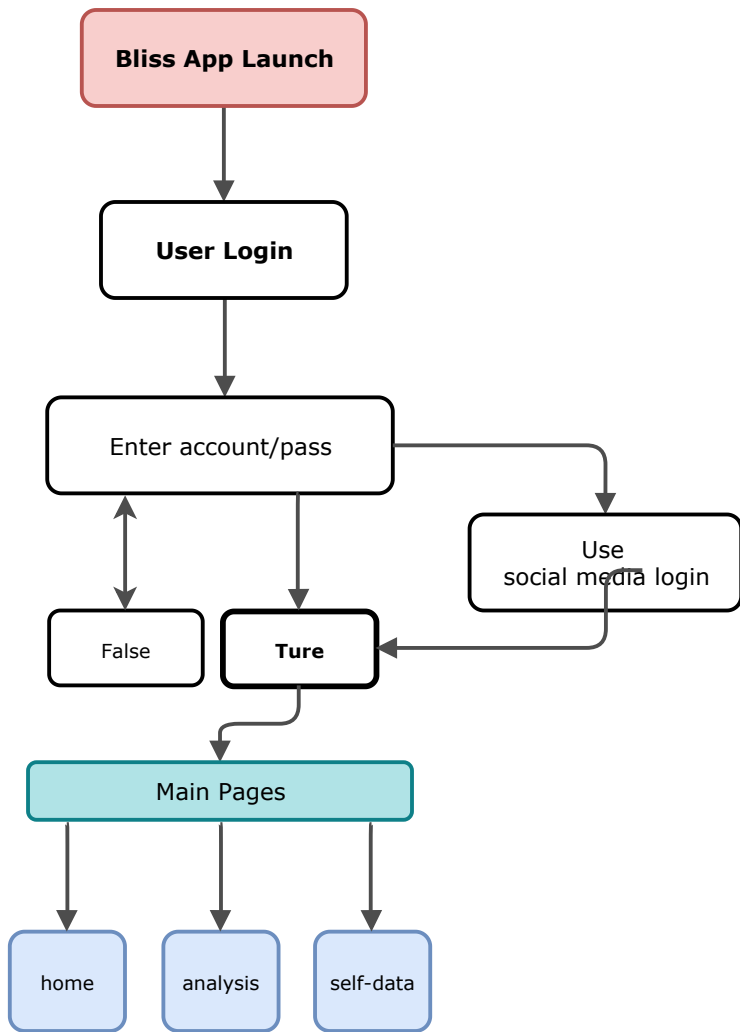 Bliss App Launch
User Login
Enter account/pass
Use
social media login
False
Ture
Main Pages
home
analysis
self-data